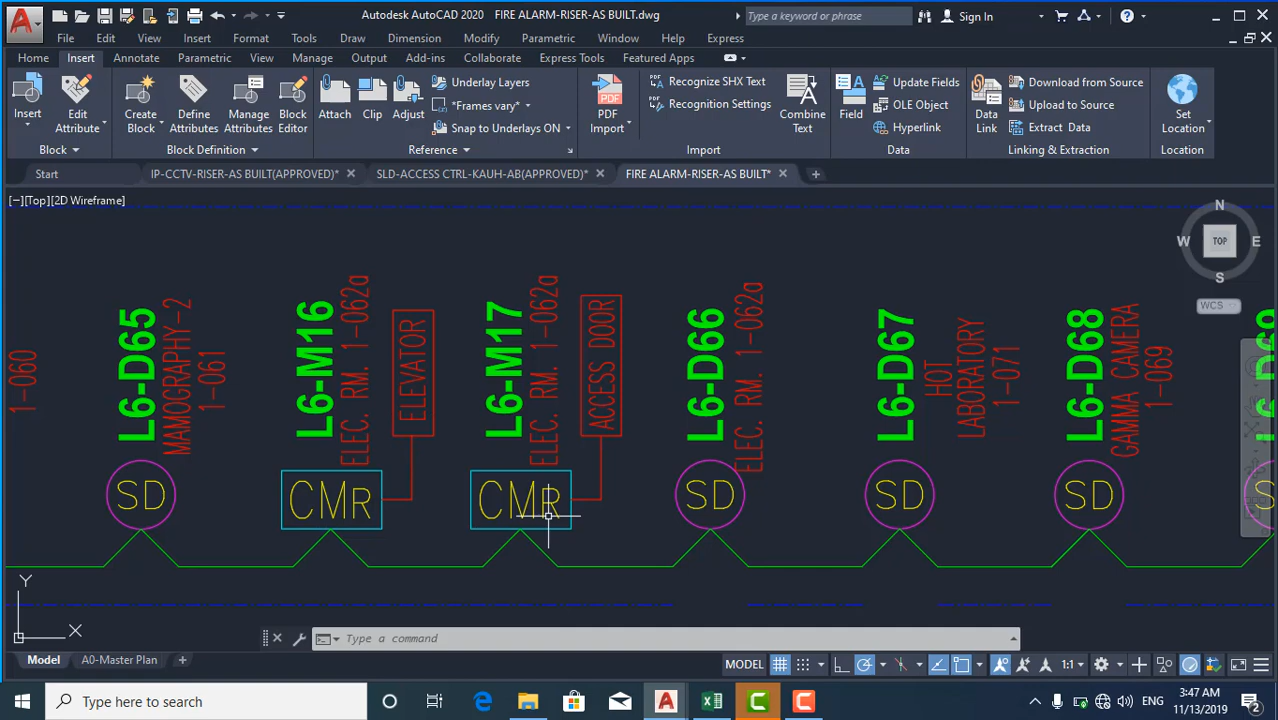 Autodesk AutoCAD 2020 FIRE ALARM-RISER-AS BUILT.dwg
Type a keyword or phrase
Sign In
File Edit View Insert Format Tools Draw Dimension Modify Parametric Window Help Express
Home Insert Annotate Parametric View Manage Output Add-ins Collaborate Express Tools Featured Apps
Insert
Edit Attribute
Create Block
Define Attributes
Manage Attributes
Block Editor
Attach
Clip
Adjust
Underlay Layers
*Frames vary*
Snap to Underlays ON
PDF Import
Recognize SHX Text
Recognition Settings
Combine Text
Field
Update Fields
OLE Object
Hyperlink
Data Link
Download from Source
Upload to Source
Extract Data
Set Location
Block
Block Definition
Reference
Import
Data
Linking & Extraction
Location
Start
IP-CCTV-RISER-AS BUILT(APPROVED)*
SLD-ACCESS CTRL-KAUH-AB(APPROVED)*
FIRE ALARM-RISER-AS BUILT*
[−][Top][2D Wireframe]
N
W TOP E
S
WCS
1-060
L6-D65
MAMOGRAPHY-2
1-061
SD
L6-M16
ELEC. RM. 1-062a
ELEVATOR
CMR
L6-M17
ELEC. RM. 1-062a
ACCESS DOOR
CMR
L6-D66
ELEC. RM. 1-062a
SD
L6-D67
HOT
LABORATORY
1-071
SD
L6-D68
GAMA CAMERA
1-069
SD
Y
X
Type a command
Model A0-Master Plan
MODEL
1:1
Type here to search
ENG
3:47 AM
11/13/2019
2